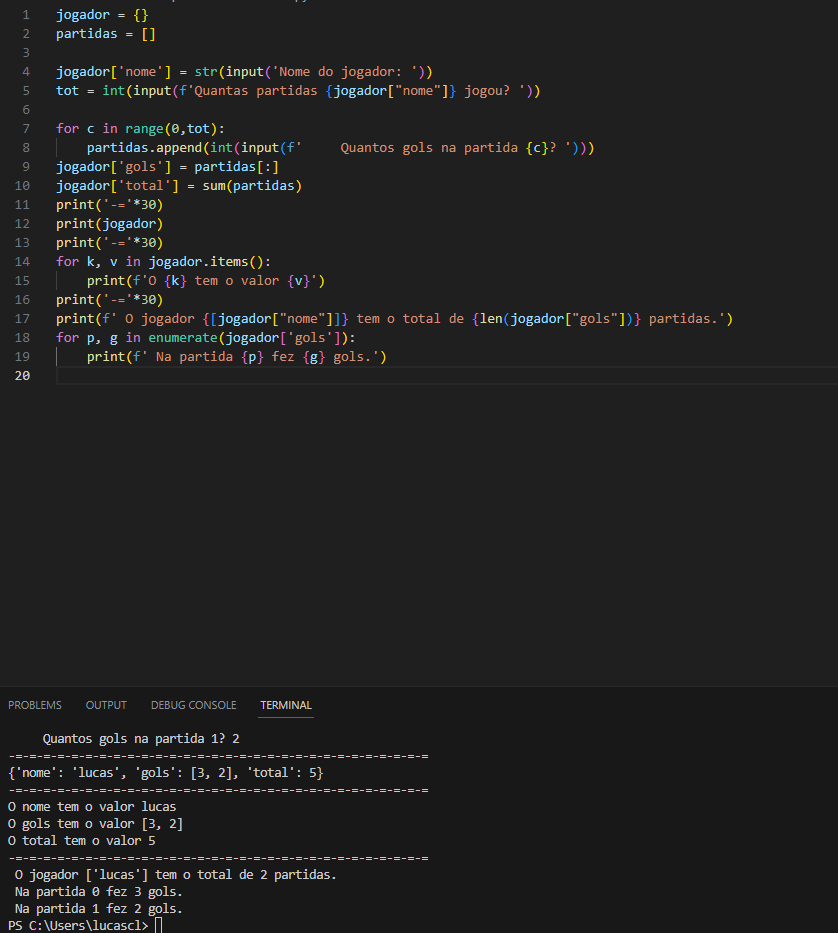 1 jogador = {}
2 partidas = []
3
4 jogador['nome'] = str(input('Nome do jogador: '))
5 tot = int(input(f'Quantas partidas {jogador["nome"]} jogou? '))
6
7 for c in range(0,tot):
8     partidas.append(int(input(f'     Quantos gols na partida {c}? ')))
9 jogador['gols'] = partidas[:]
10 jogador['total'] = sum(partidas)
11 print('-='*30)
12 print(jogador)
13 print('-='*30)
14 for k, v in jogador.items():
15     print(f'O {k} tem o valor {v}')
16 print('-='*30)
17 print(f' O jogador {[jogador["nome"]]} tem o total de {len(jogador["gols"])} partidas.')
18 for p, g in enumerate(jogador['gols']):
19     print(f' Na partida {p} fez {g} gols.')
20
PROBLEMS OUTPUT DEBUG CONSOLE TERMINAL
     Quantos gols na partida 1? 2
-=-=-=-=-=-=-=-=-=-=-=-=-=-=-=-=-=-=-=-=-=-=-=-=-=-=-=-=-=-=
{'nome': 'lucas', 'gols': [3, 2], 'total': 5}
-=-=-=-=-=-=-=-=-=-=-=-=-=-=-=-=-=-=-=-=-=-=-=-=-=-=-=-=-=-=
O nome tem o valor lucas
O gols tem o valor [3, 2]
O total tem o valor 5
-=-=-=-=-=-=-=-=-=-=-=-=-=-=-=-=-=-=-=-=-=-=-=-=-=-=-=-=-=-=
 O jogador ['lucas'] tem o total de 2 partidas.
 Na partida 0 fez 3 gols.
 Na partida 1 fez 2 gols.
PS C:\Users\lucascl>